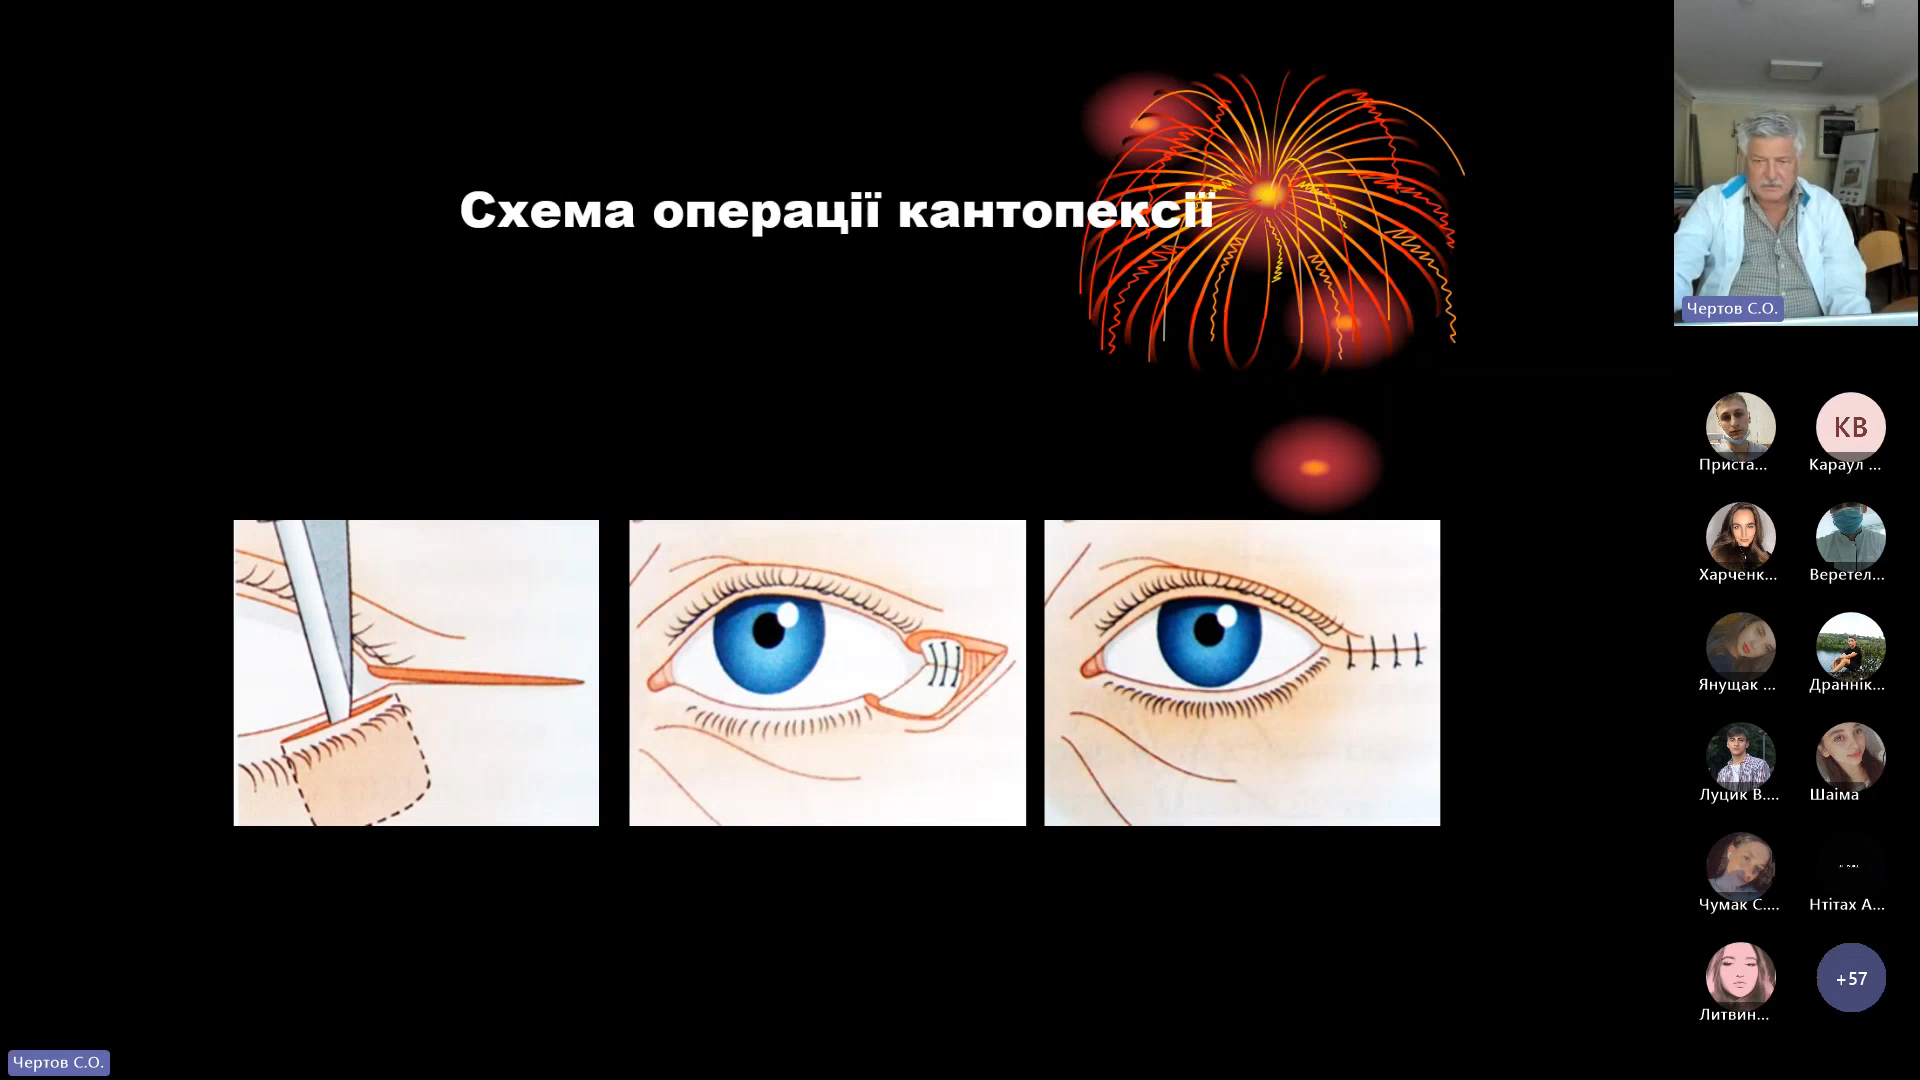 Схема операції кантопексії
Чертов С.О.
Приста...
КВ
Караул ...
Харченк...
Веретел...
Янущак ...
Драннік...
Луцик В....
Шаіма
Чумак С....
Нтітах А...
Литвин...
+57
Чертов С.О.